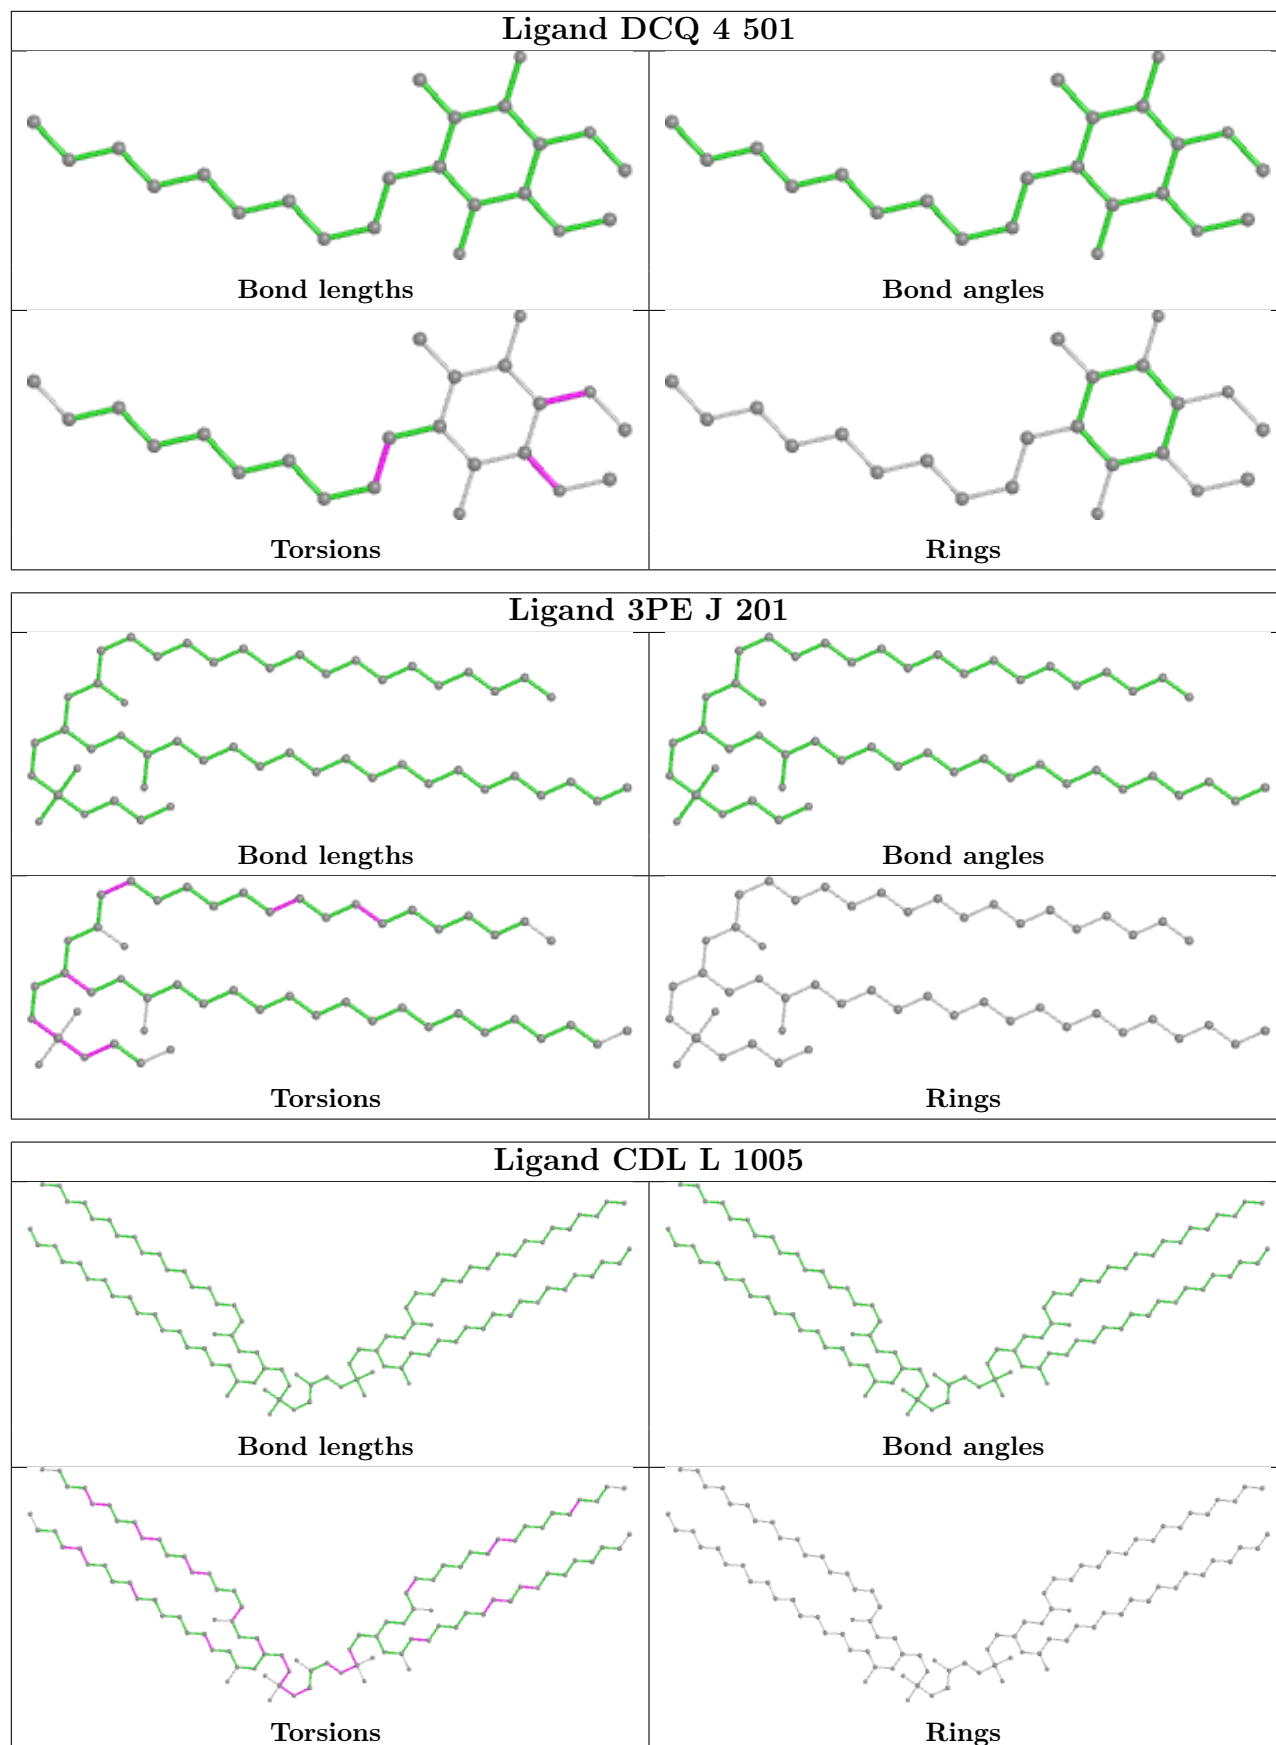 Ligand DCQ 4 501
Bond lengths
Bond angles
Torsions
Rings
Ligand 3PE J 201
Bond lengths
Bond angles
Torsions
Rings
Ligand CDL L 1005
Bond lengths
Bond angles
Torsions
Rings